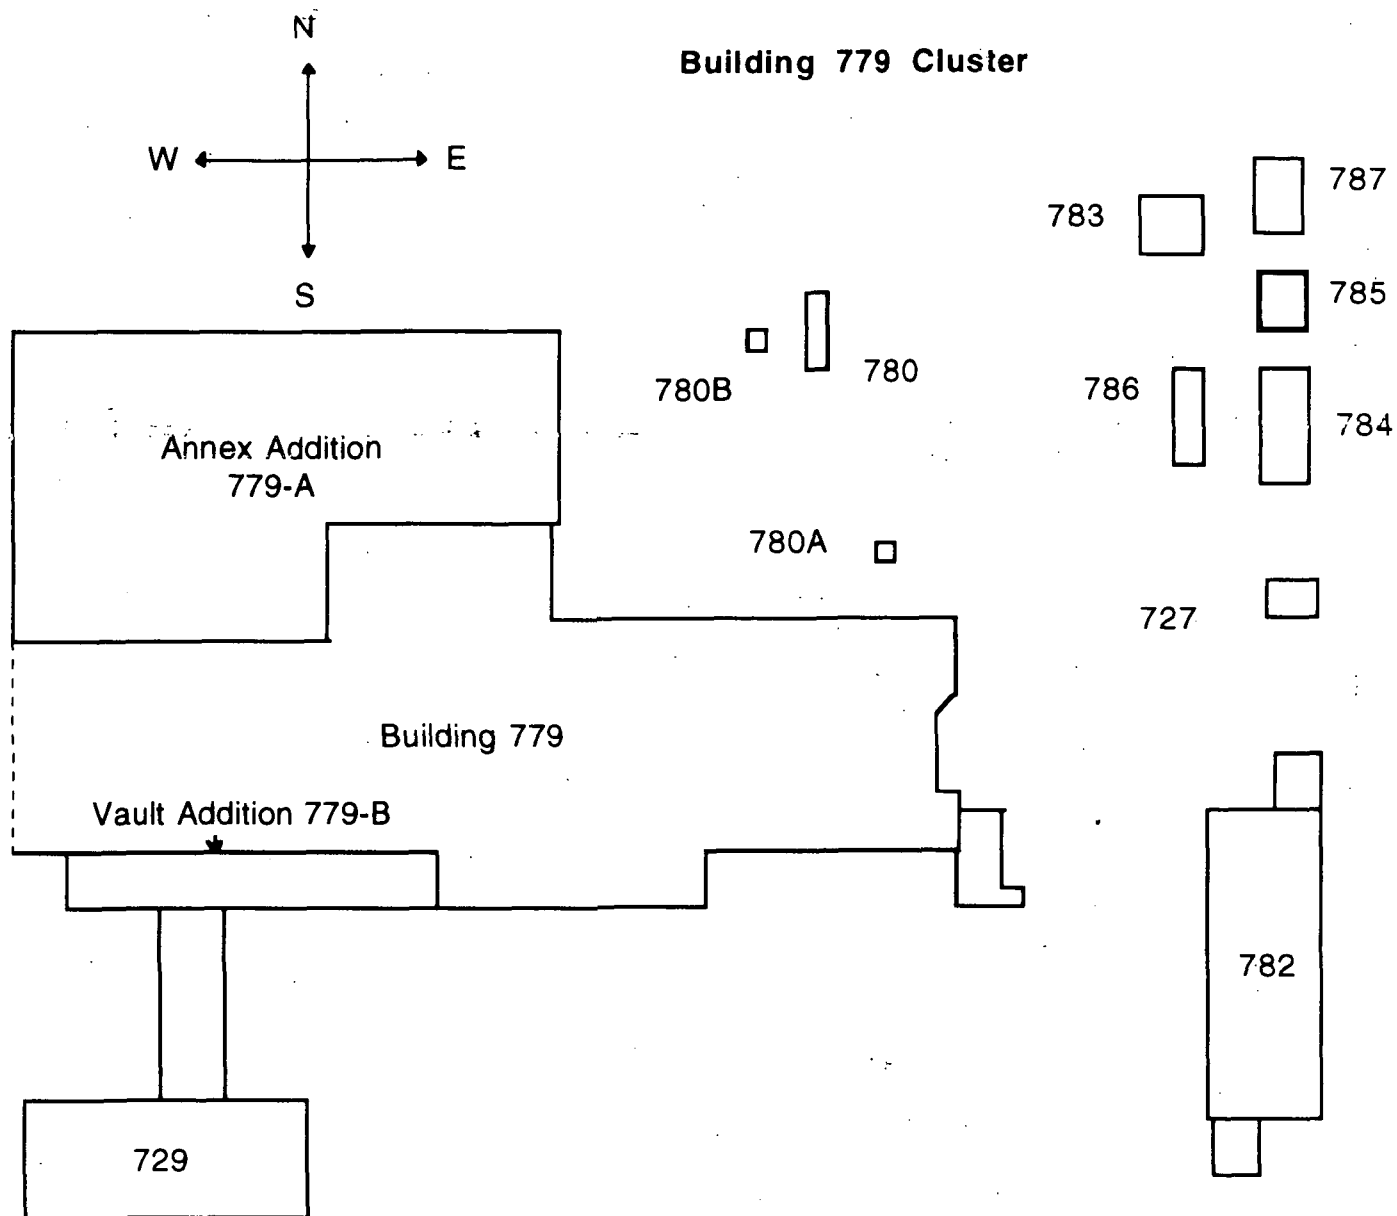 N
Building 779 Cluster
W
E
S
787
783
785
780B
780
786
784
Annex Addition
779-A
780A
727
Building 779
Vault Addition 779-B
782
729